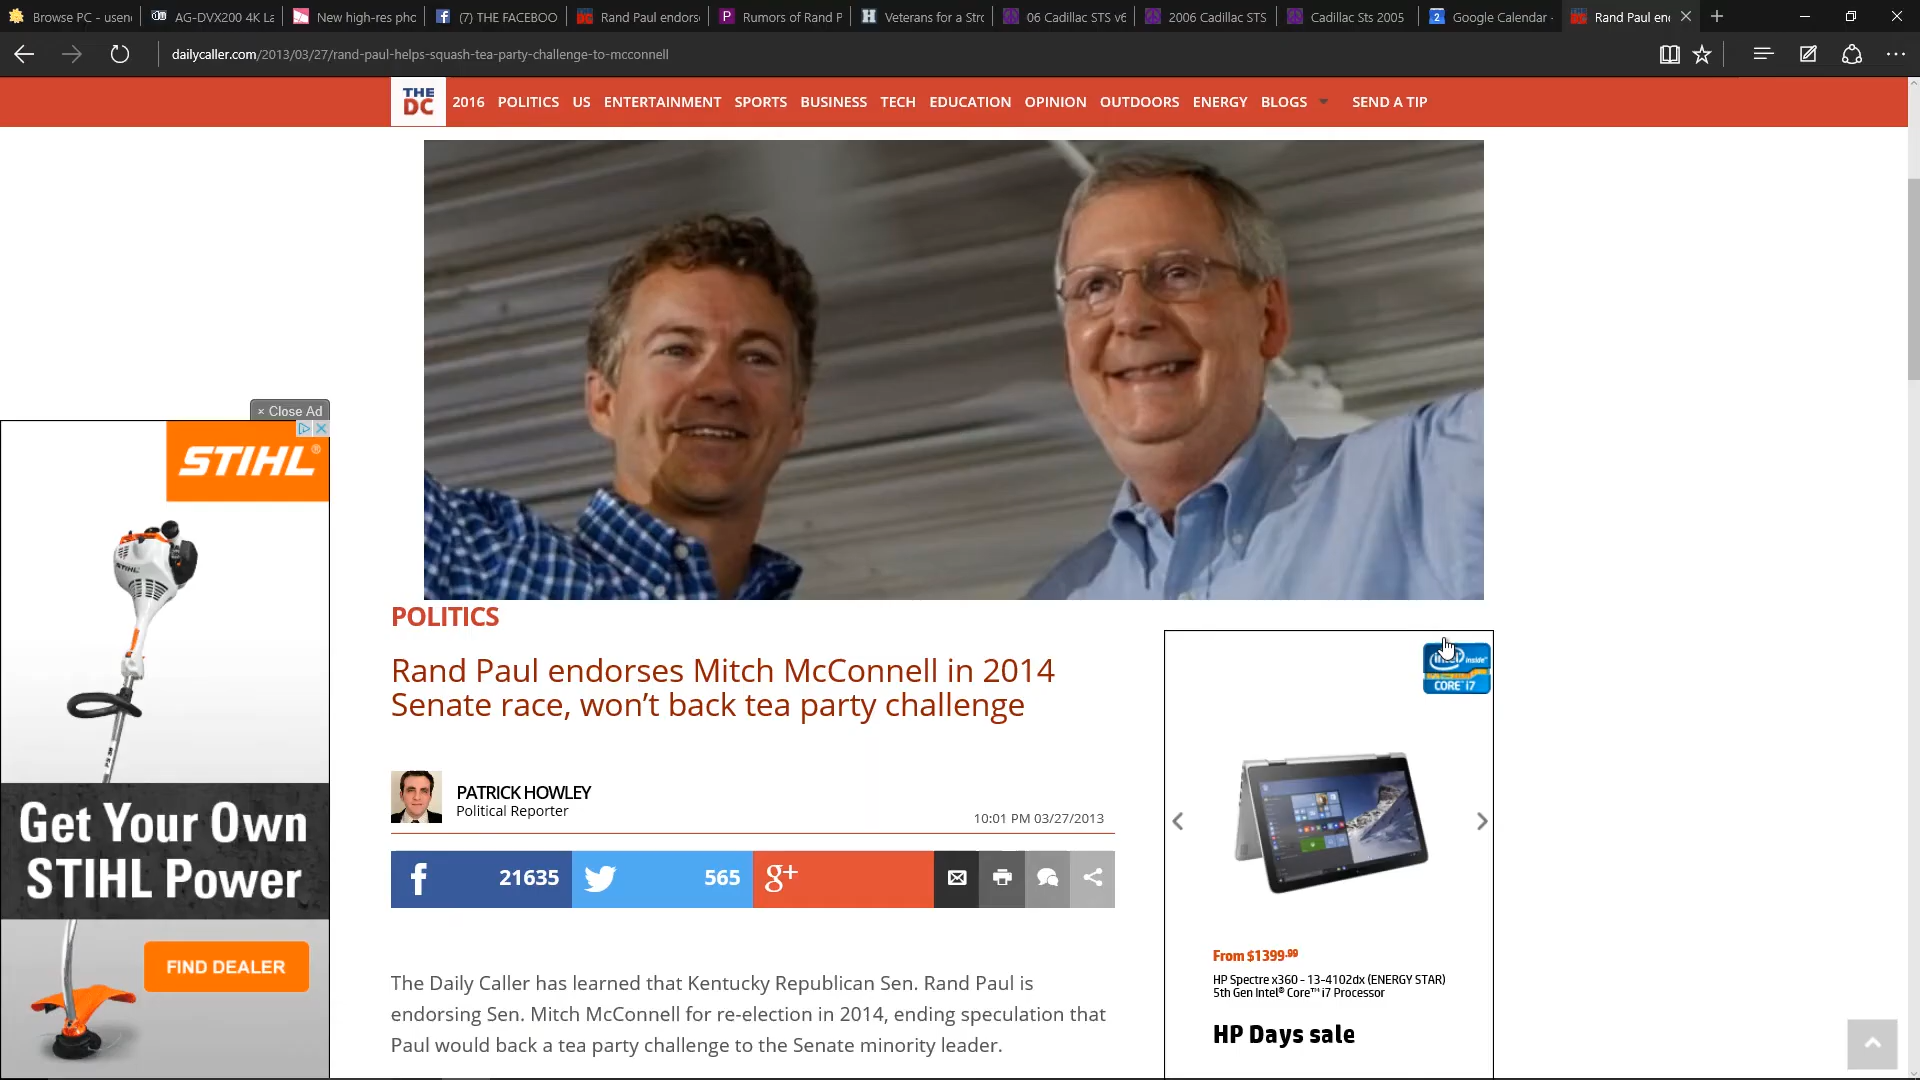 Browse PC - usen
AG-DVX200 4K La
New high-res pho
(7) THE FACEBOO
Rand Paul endors
Rumors of Rand P
Veterans for a Stro
06 Cadillac STS v6
2006 Cadillac STS
Cadillac Sts 2005
Google Calendar -
Rand Paul en
dailycaller.com/2013/03/27/rand-paul-helps-squash-tea-party-challenge-to-mcconnell
THE DC
2016 POLITICS US ENTERTAINMENT SPORTS BUSINESS TECH EDUCATION OPINION OUTDOORS ENERGY BLOGS SEND A TIP
× Close Ad
STIHL®
STIHL
Get Your Own
STIHL Power
FIND DEALER
POLITICS
Rand Paul endorses Mitch McConnell in 2014
Senate race, won't back tea party challenge
PATRICK HOWLEY
Political Reporter
10:01 PM 03/27/2013
f 21635
565
g+
The Daily Caller has learned that Kentucky Republican Sen. Rand Paul is
endorsing Sen. Mitch McConnell for re-election in 2014, ending speculation that
Paul would back a tea party challenge to the Senate minority leader.
intel inside
CORE i7
From $1399.99
HP Spectre x360 - 13-4102dx (ENERGY STAR)
5th Gen Intel® Core™ i7 Processor
HP Days sale